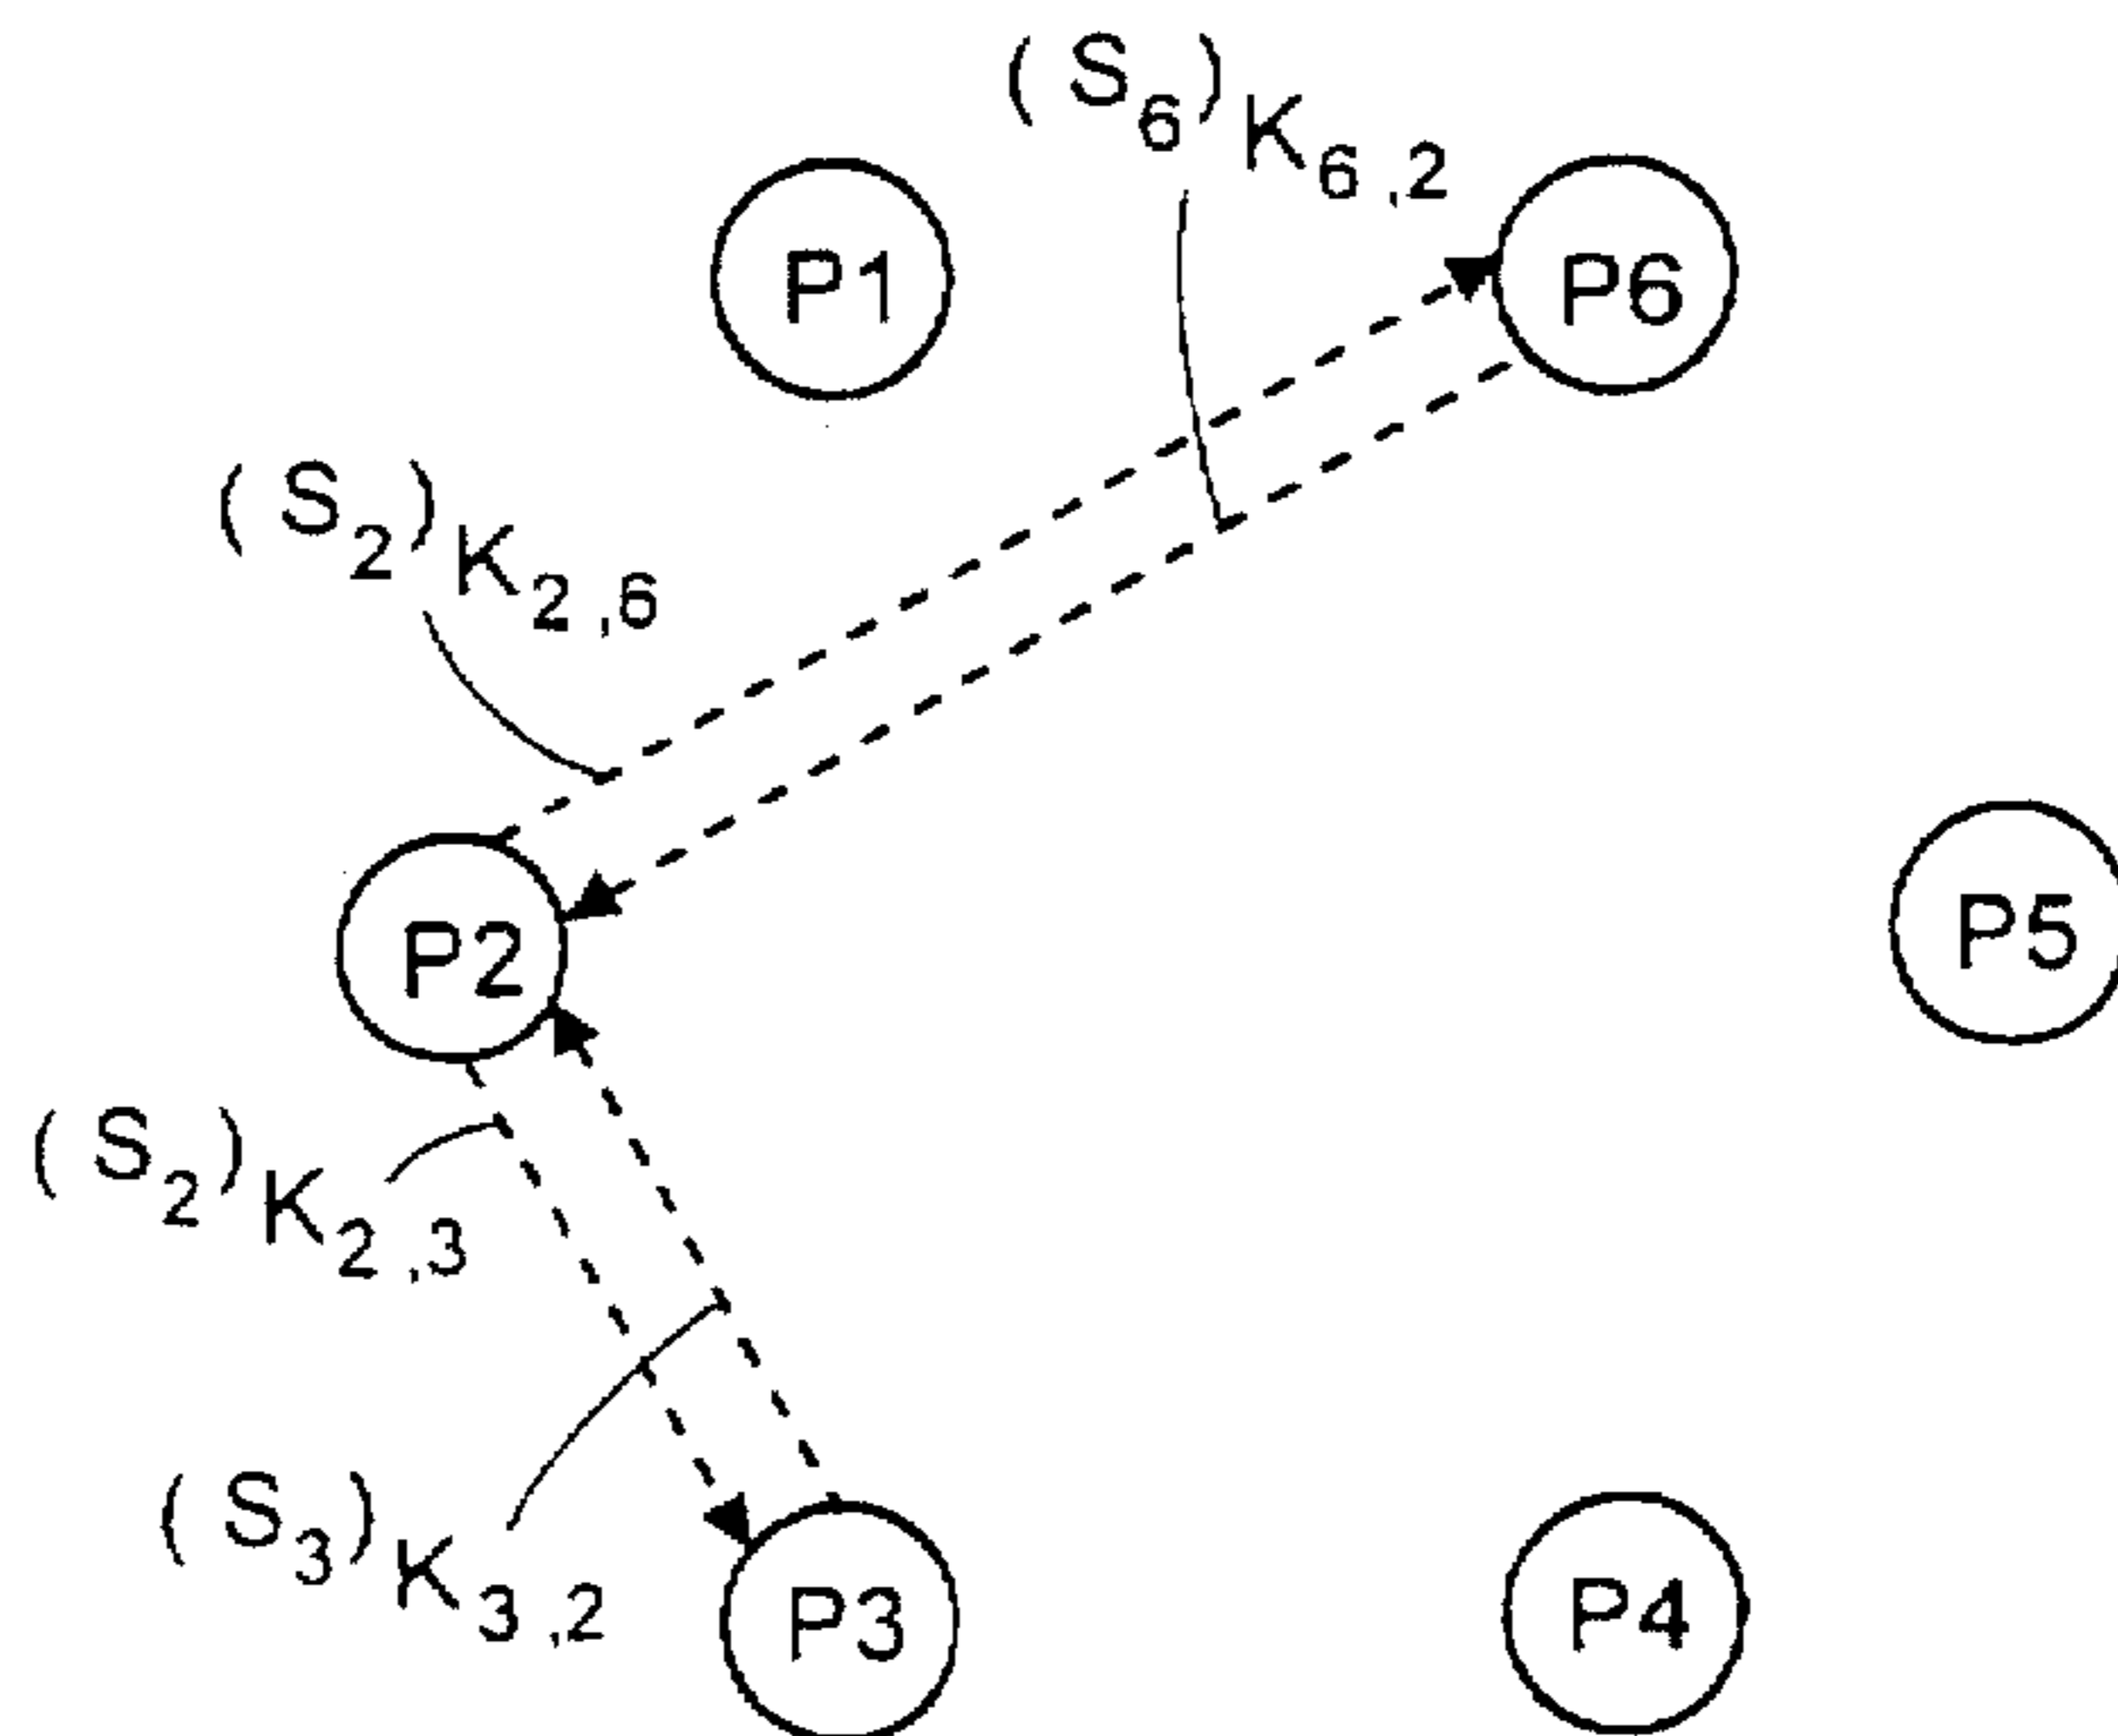 (S₆)K₆,₂
P1
P6
(S₂)K₂,₆
P2
P5
(S₂)K₂,₃
(S₃)K₃,₂
P3
P4